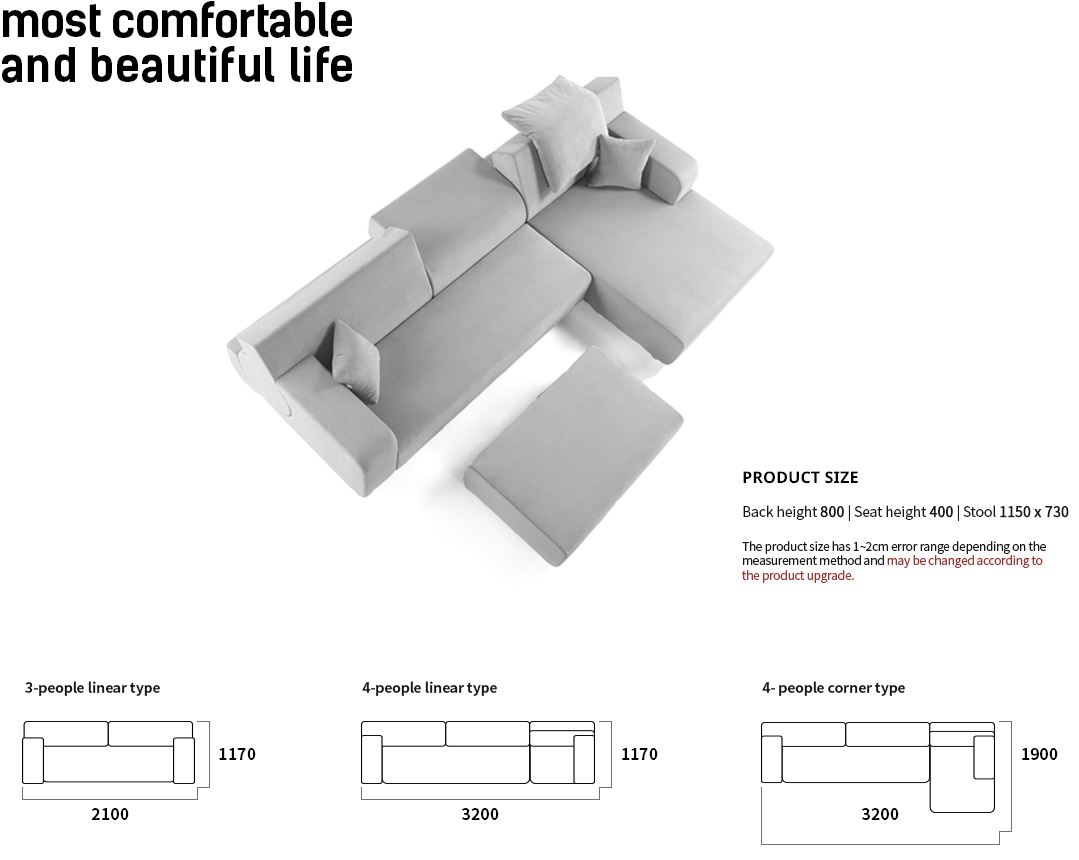 most comfortable
and beautiful life
PRODUCT SIZE
Back height 800 | Seat height 400 | Stool 1150 x 730
The product size has 1~2cm error range depending on the
measurement method and may be changed according to
the product upgrade.
3-people linear type
4-people linear type
4- people corner type
1170
1170
1900
2100
3200
3200